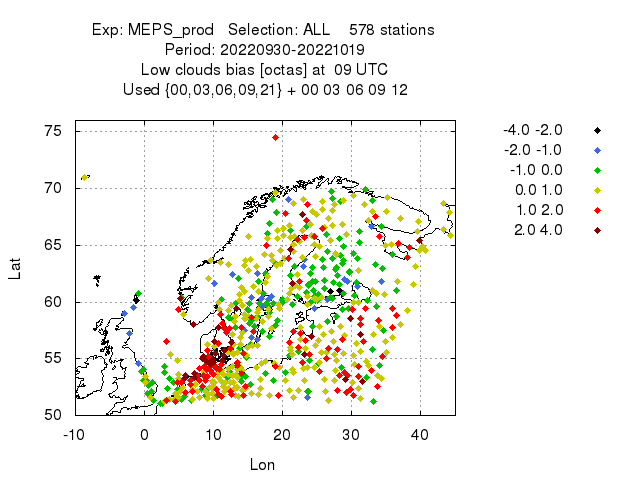 Exp: MEPS_prod   Selection: ALL    578 stations
Period: 20220930-20221019
Low clouds bias [octas] at  09 UTC
Used {00,03,06,09,21} + 00 03 06 09 12
-4.0 -2.0
-2.0 -1.0
-1.0 0.0
0.0 1.0
1.0 2.0
2.0 4.0
75
70
65
60
55
50
Lat
-10 0 10 20 30 40
Lon